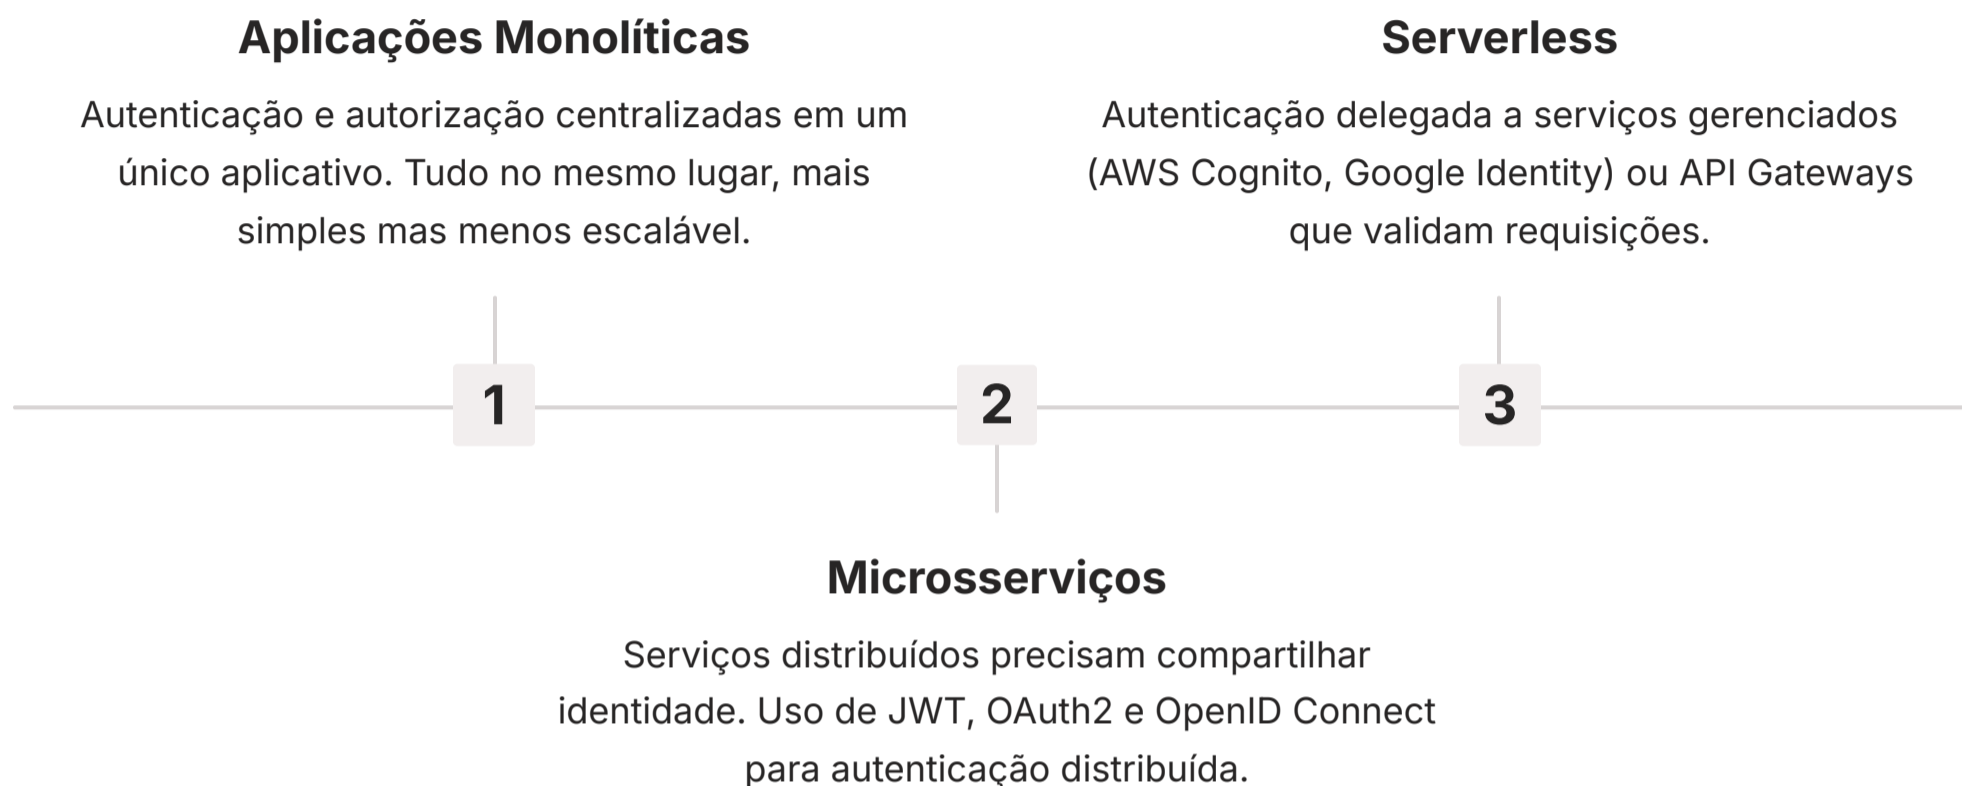 Aplicações Monolíticas
Autenticação e autorização centralizadas em um
único aplicativo. Tudo no mesmo lugar, mais
simples mas menos escalável.
Serverless
Autenticação delegada a serviços gerenciados
(AWS Cognito, Google Identity) ou API Gateways
que validam requisições.
1
2
3
Microsserviços
Serviços distribuídos precisam compartilhar
identidade. Uso de JWT, OAuth2 e OpenID Connect
para autenticação distribuída.